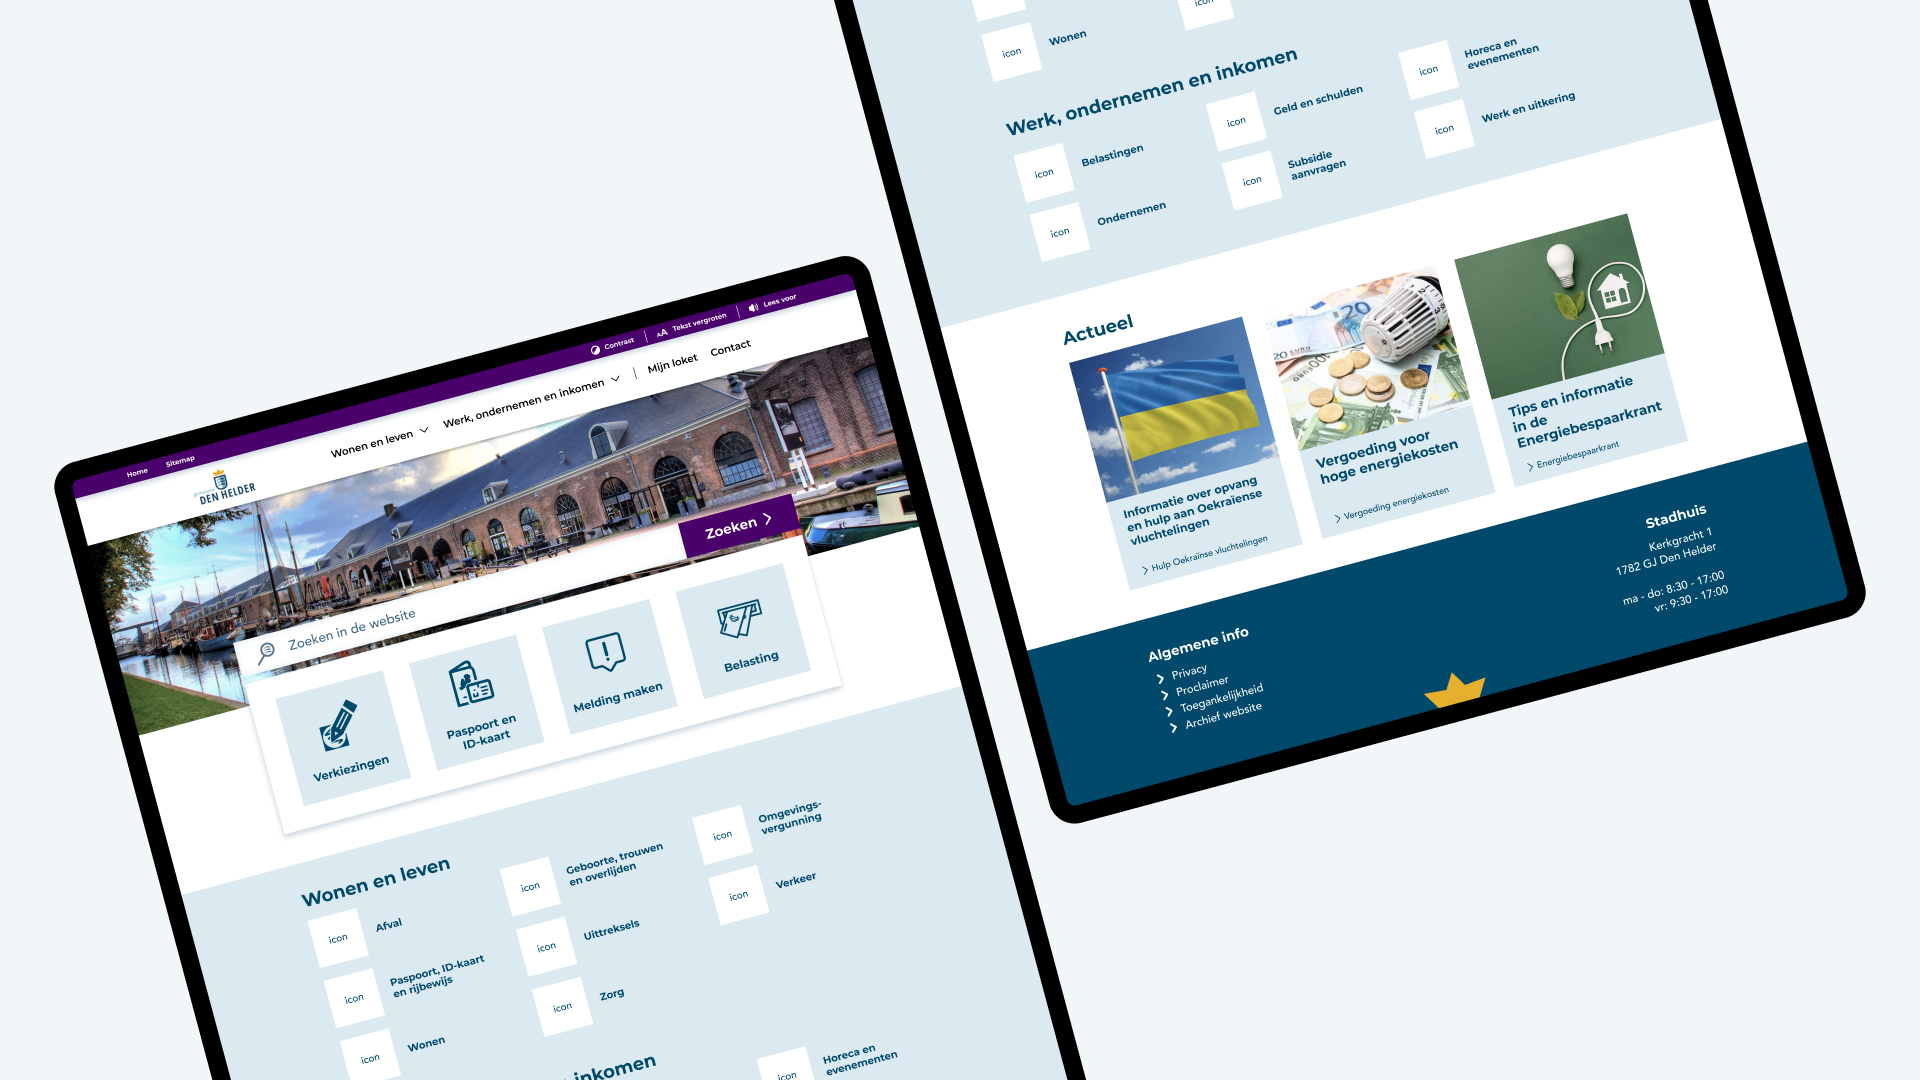 Home
Sitemap
Contrast
AA Tekst vergroten
Lees voor
DEN HELDER
Wonen en leven
Werk, ondernemen en inkomen
Mijn loket
Contact
Zoeken in de website
Zoeken
Verkiezingen
Paspoort en
ID-kaart
Melding maken
Belasting
Wonen en leven
icon
Afval
icon
Paspoort, ID-kaart
en rijbewijs
icon
Wonen
icon
Geboorte, trouwen
en overlijden
icon
Uittreksels
icon
Zorg
icon
Omgevings-
vergunning
icon
Verkeer
inkomen
icon
Horeca en
evenementen
icon
Wonen
icon
Werk, ondernemen en inkomen
icon
Belastingen
icon
Ondernemen
icon
Geld en schulden
icon
Subsidie
aanvragen
icon
Horeca en
evenementen
icon
Werk en uitkering
Actueel
Informatie over opvang
en hulp aan Oekraïense
vluchtelingen
Hulp Oekraïnse vluchtelingen
20 EURO
20
Vergoeding voor
hoge energiekosten
Vergoeding energiekosten
Tips en informatie
in de
Energiebespaarkrant
Energiebespaarkrant
Algemene info
Privacy
Proclaimer
Toegankelijkheid
Archief website
Stadhuis
Kerkgracht 1
1782 GJ Den Helder
ma - do: 8:30 - 17:00
vr: 9:30 - 17:00